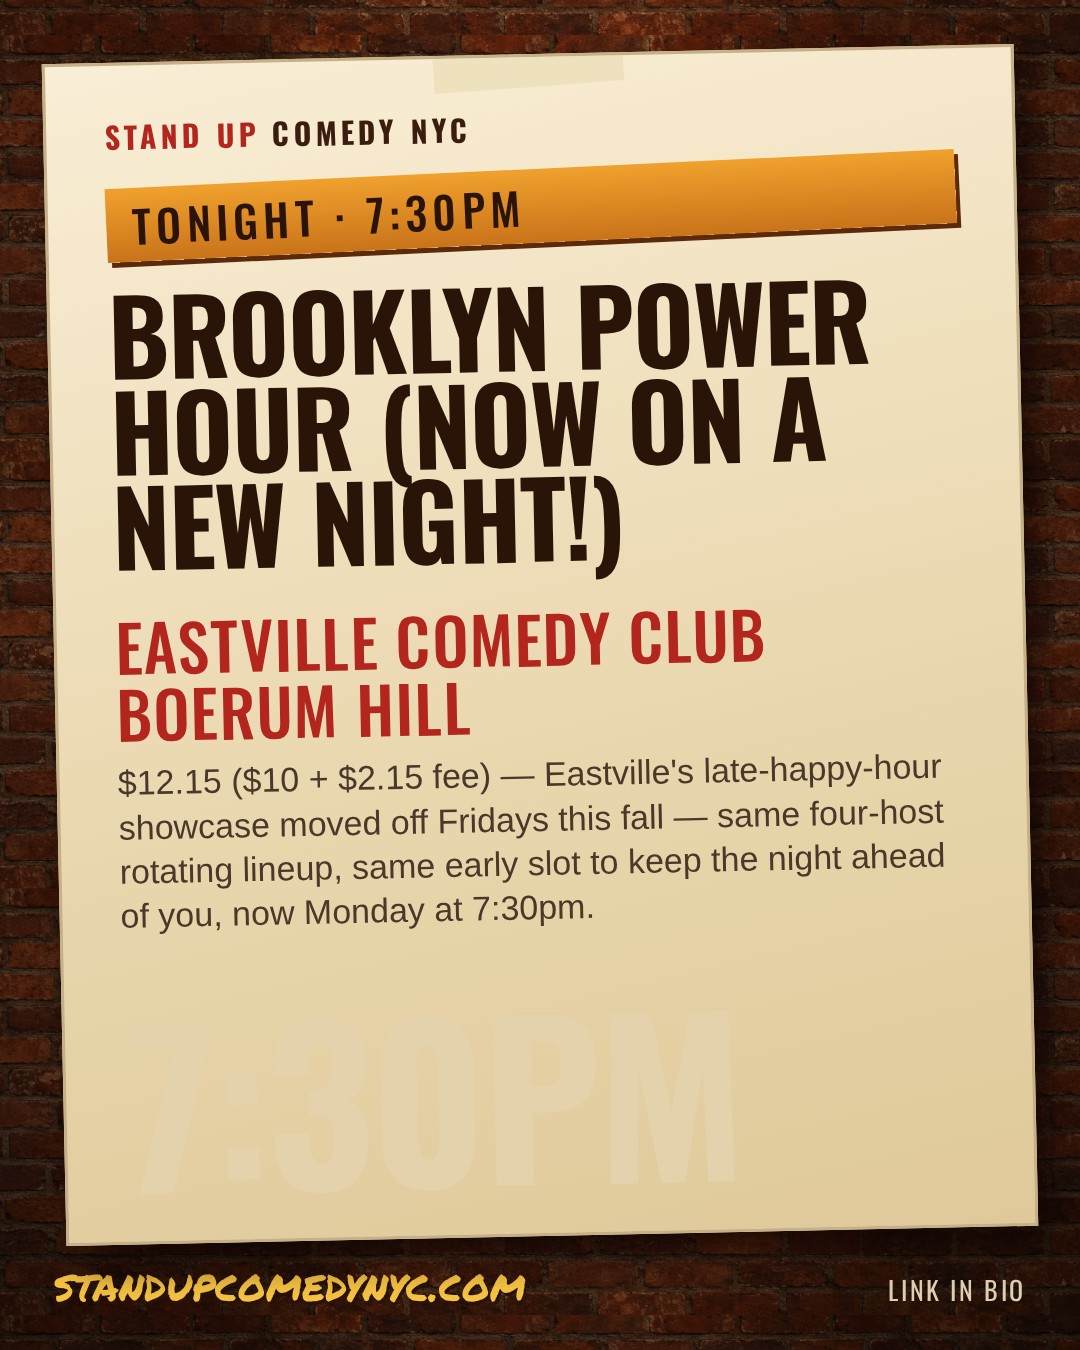 STAND UP COMEDY NYC
TONIGHT · 7:30PM
BROOKLYN POWER
HOUR (NOW ON A
NEW NIGHT!)
EASTVILLE COMEDY CLUB
BOERUM HILL
$12.15 ($10 + $2.15 fee) — Eastville's late-happy-hour
showcase moved off Fridays this fall — same four-host
rotating lineup, same early slot to keep the night ahead
of you, now Monday at 7:30pm.
7:30PM
STANDUPCOMEDYNYC.COM
LINK IN BIO